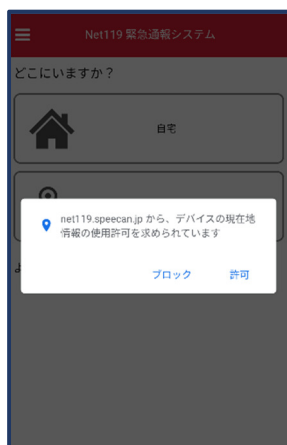 Net119 緊急通報システム
どこにいますか？
自宅
net119.speecan.jp から、デバイスの現在地
情報の使用許可を求められています
ブロック
許可
よ